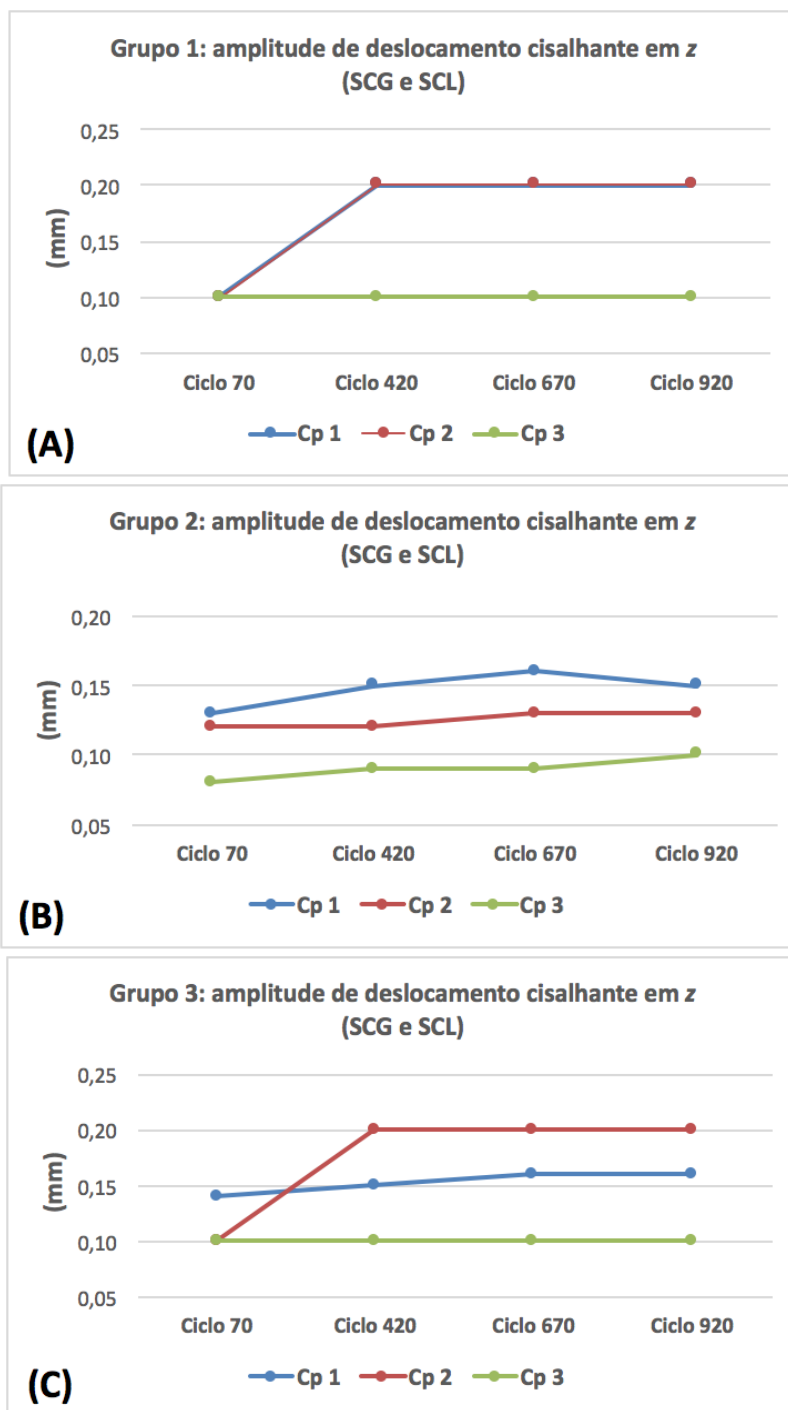 Grupo 1: amplitude de deslocamento cisalhante em z
(SCG e SCL)
0,25
0,20
0,15
0,10
0,05
(mm)
Ciclo 70 Ciclo 420 Ciclo 670 Ciclo 920
Cp 1 Cp 2 Cp 3
(A)
Grupo 2: amplitude de deslocamento cisalhante em z
(SCG e SCL)
0,20
0,15
0,10
0,05
(mm)
Ciclo 70 Ciclo 420 Ciclo 670 Ciclo 920
Cp 1 Cp 2 Cp 3
(B)
Grupo 3: amplitude de deslocamento cisalhante em z
(SCG e SCL)
0,25
0,20
0,15
0,10
0,05
(mm)
Ciclo 70 Ciclo 420 Ciclo 670 Ciclo 920
Cp 1 Cp 2 Cp 3
(C)